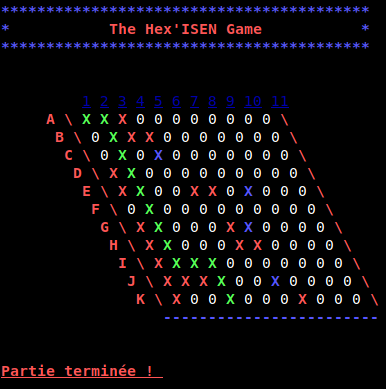 *****************************************
* The Hex'ISEN Game *
*****************************************
1 2 3 4 5 6 7 8 9 10 11
A \ X X X 0 0 0 0 0 0 0 0 \
B \ 0 X X X 0 0 0 0 0 0 0 \
C \ 0 X 0 X 0 0 0 0 0 0 0 \
D \ X X 0 0 0 0 0 0 0 0 0 \
E \ X X 0 0 X X 0 X 0 0 0 \
F \ 0 X 0 0 0 0 0 0 0 0 0 \
G \ X X 0 0 0 X X 0 0 0 0 \
H \ X X 0 0 0 X X 0 0 0 0 \
I \ X X X X 0 0 0 0 0 0 0 \
J \ X X X X 0 0 X 0 0 0 0 \
K \ X 0 0 X 0 0 0 X 0 0 0 \
------------------------
Partie terminée !